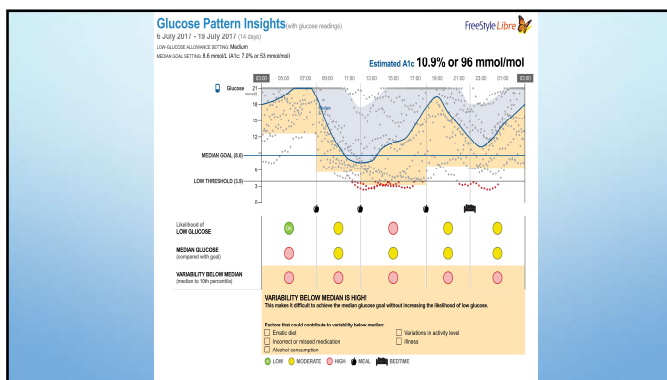 Glucose Pattern Insights (with glucose readings)
FreeStyle Libre
6 July 2017 - 19 July 2017 (14 days)
LOW-GLUCOSE ALLOWANCE SETTING: Medium
MEDIAN GOAL SETTING: 8.6 mmol/L (A1c: 7.0% or 53 mmol/mol)
Estimated A1c 10.9% or 96 mmol/mol
03:00 05:00 07:00 09:00 11:00 13:00 15:00 17:00 19:00 21:00 23:00 01:00 03:00
Glucose 21
mmol/L
Median
18
15
12
MEDIAN GOAL (8.6)
9
6
LOW THRESHOLD (3.9)
3
0
Likelihood of
LOW GLUCOSE
OK
MEDIAN GLUCOSE
(compared with goal)
VARIABILITY BELOW MEDIAN
(median to 10th percentile)
VARIABILITY BELOW MEDIAN IS HIGH!
This makes it difficult to achieve the median glucose goal without increasing the likelihood of low glucose.
Factors that could contribute to variability below median:
Erratic diet
Variations in activity level
Incorrect or missed medication
Illness
Alcohol consumption
LOW MODERATE HIGH MEAL BEDTIME